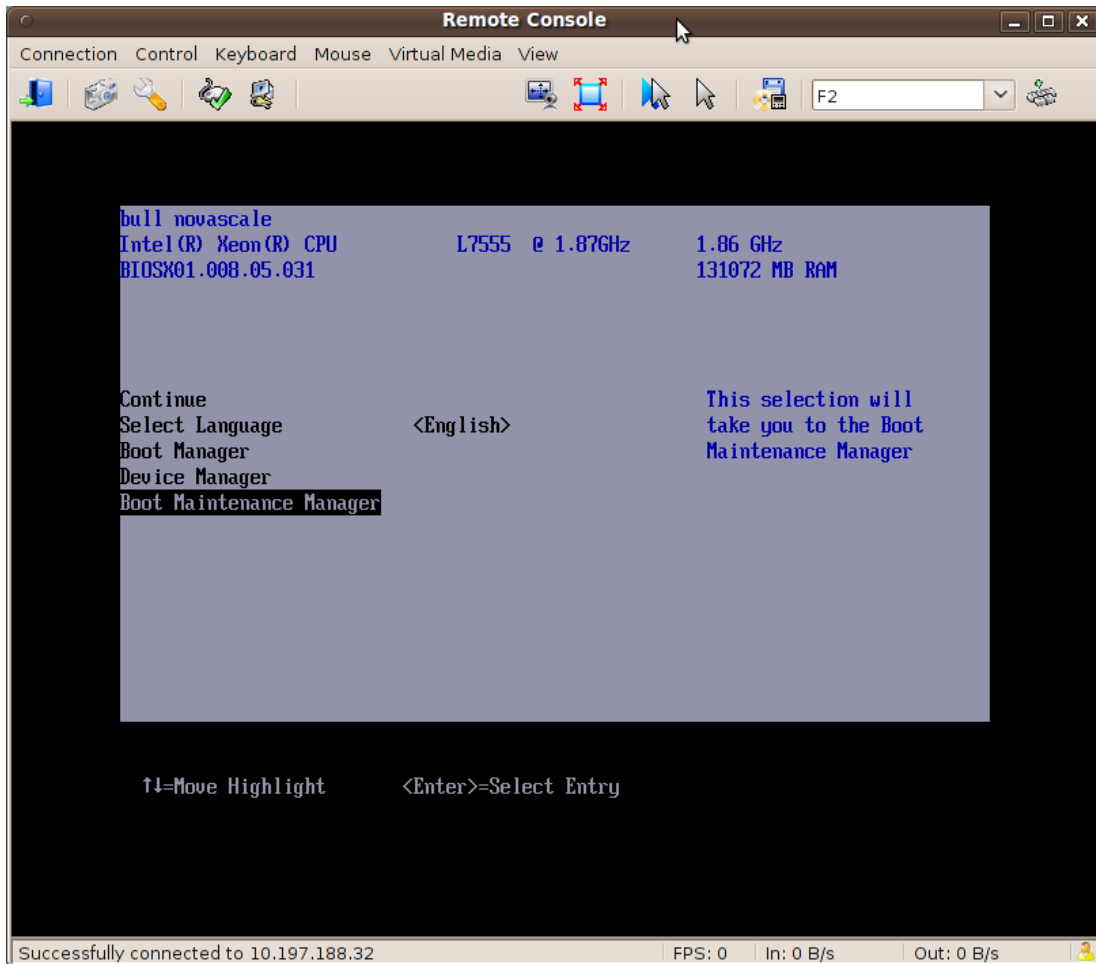 Remote Console
Connection Control Keyboard Mouse Virtual Media View
F2
bull novascale
Intel(R) Xeon(R) CPU L7555 @ 1.87GHz 1.86 GHz
BIOSX01.008.05.031 131072 MB RAM
Continue This selection will
Select Language <English> take you to the Boot
Boot Manager Maintenance Manager
Device Manager
Boot Maintenance Manager
↑↓=Move Highlight <Enter>=Select Entry
Successfully connected to 10.197.188.32 FPS: 0 In: 0 B/s Out: 0 B/s